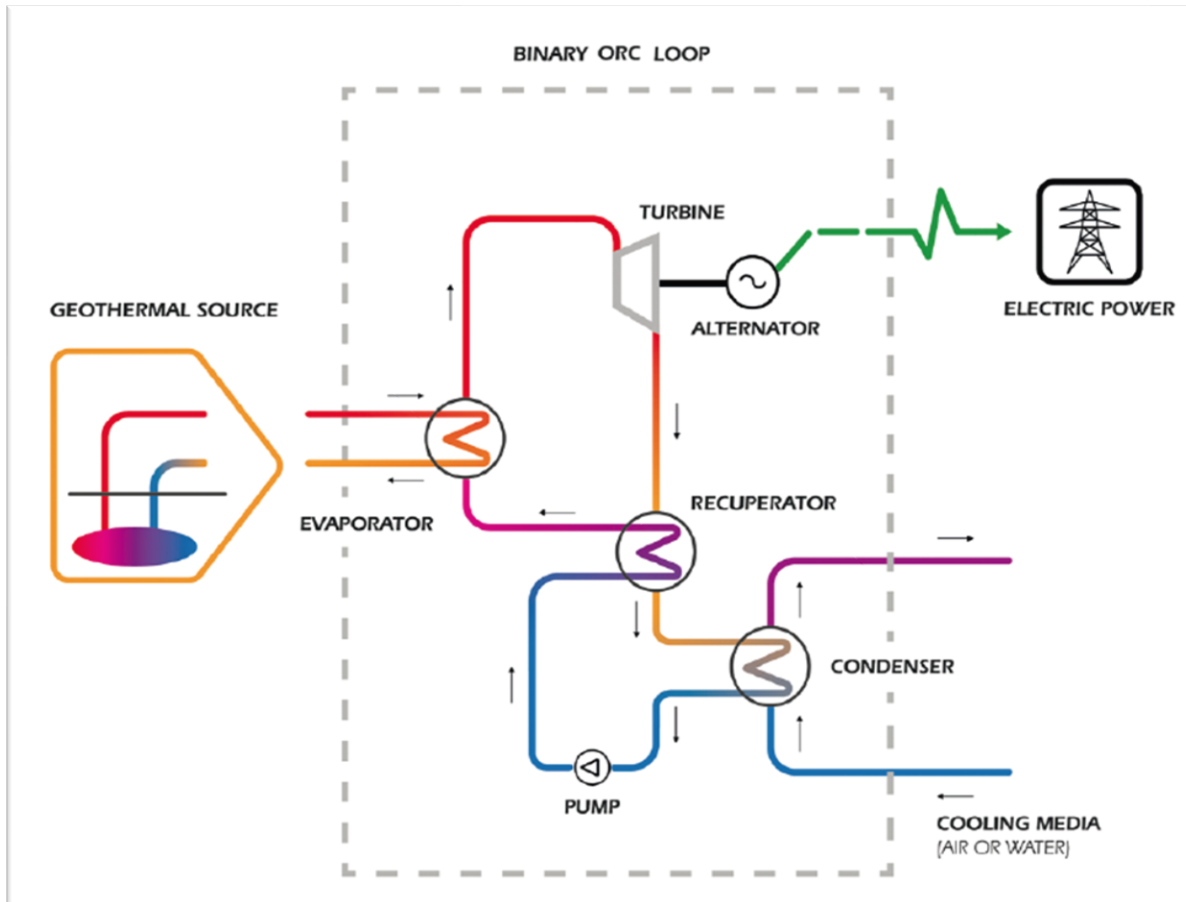 BINARY ORC LOOP
TURBINE
GEOTHERMAL SOURCE
ALTERNATOR
ELECTRIC POWER
EVAPORATOR
RECUPERATOR
CONDENSER
PUMP
COOLING MEDIA
(AIR OR WATER)